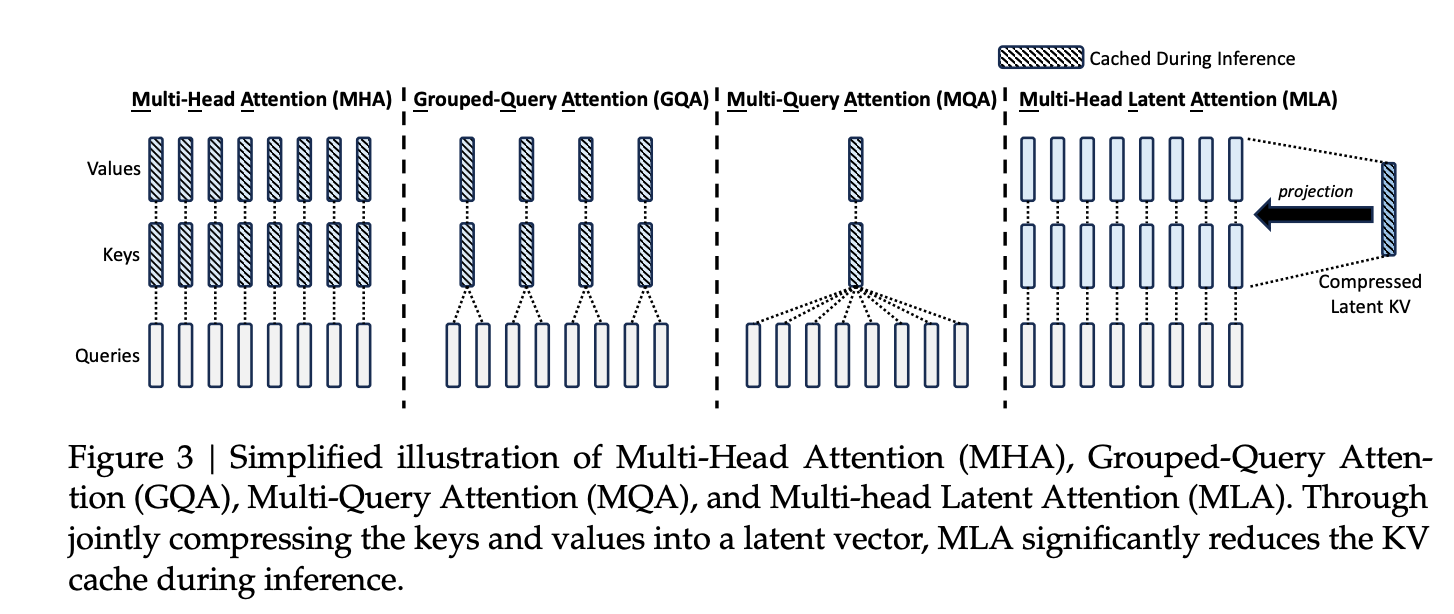 Cached During Inference
Multi-Head Attention (MHA)
Grouped-Query Attention (GQA)
Multi-Query Attention (MQA)
Multi-Head Latent Attention (MLA)
Values
Keys
Queries
projection
Compressed
Latent KV
Figure 3 | Simplified illustration of Multi-Head Attention (MHA), Grouped-Query Atten-
tion (GQA), Multi-Query Attention (MQA), and Multi-head Latent Attention (MLA). Through
jointly compressing the keys and values into a latent vector, MLA significantly reduces the KV
cache during inference.